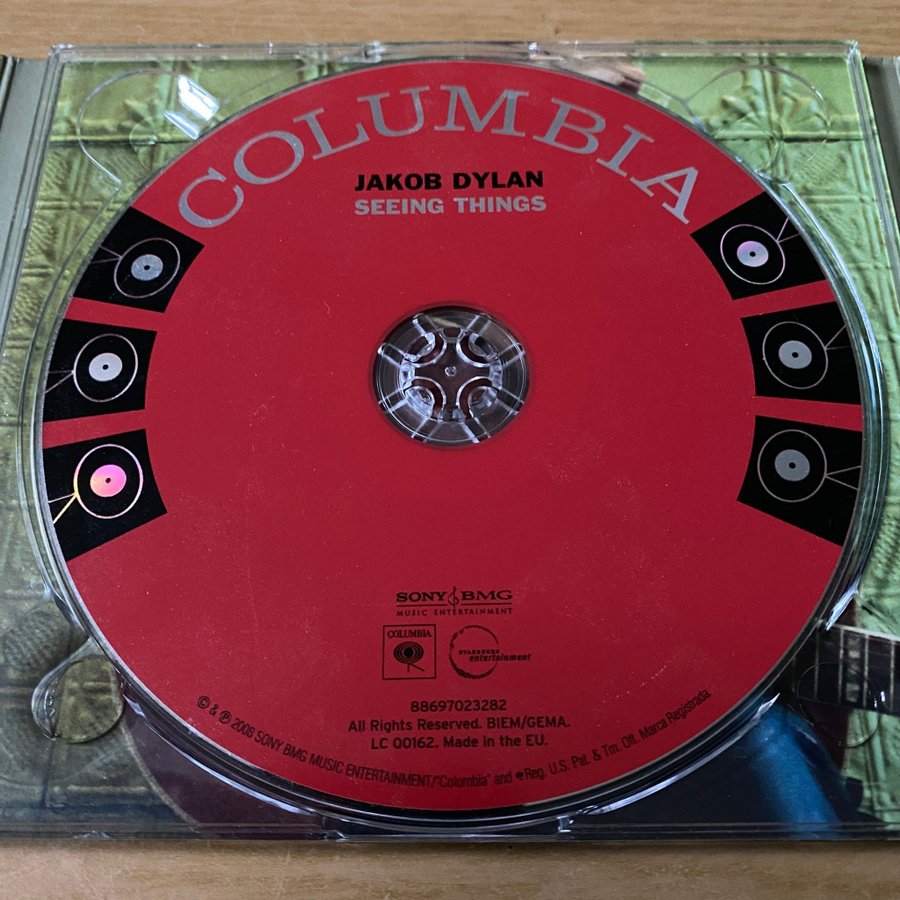 COLUMBIA
JAKOB DYLAN
SEEING THINGS
SONY BMG
MUSIC ENTERTAINMENT
COLUMBIA
STARBUCKS
entertainment
88697023282
All Rights Reserved. BIEM/GEMA.
LC 00162. Made in the EU.
© & ℗ 2008 SONY BMG MUSIC ENTERTAINMENT/"Columbia" and Reg. U.S. Pat. & Tm. Off. Marca Registrada